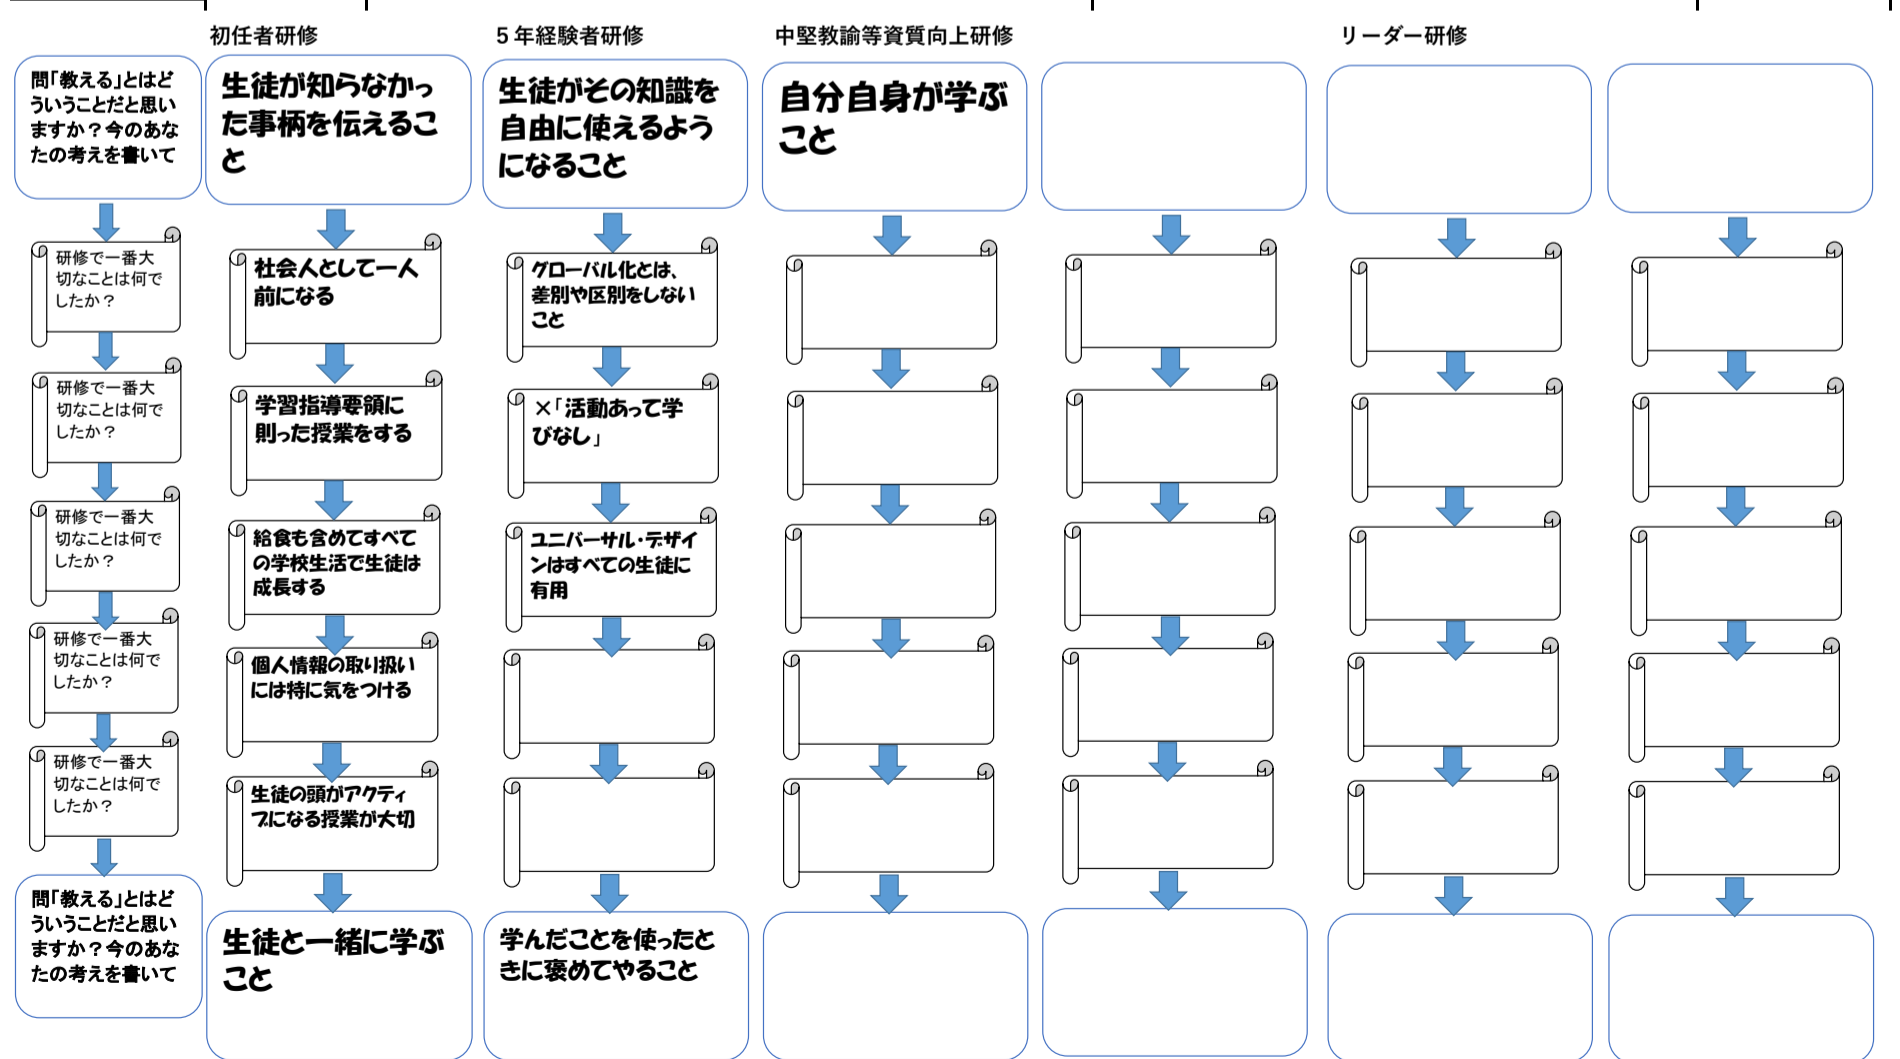 初任者研修
５年経験者研修
中堅教諭等資質向上研修
リーダー研修
問「教える」とはど
ういうことだと思い
ますか？今のあな
たの考えを書いて
研修で一番大
切なことは何で
したか？
研修で一番大
切なことは何で
したか？
研修で一番大
切なことは何で
したか？
研修で一番大
切なことは何で
したか？
研修で一番大
切なことは何で
したか？
問「教える」とはど
ういうことだと思い
ますか？今のあな
たの考えを書いて
生徒が知らなかっ
た事柄を伝えるこ
と
社会人として一人
前になる
学習指導要領に
則った授業をする
給食も含めてすべて
の学校生活で生徒は
成長する
個人情報の取り扱い
には特に気をつける
生徒の頭がアクティ
ブになる授業が大切
生徒と一緒に学ぶ
こと
生徒がその知識を
自由に使えるよう
になること
グローバル化とは、
差別や区別をしない
こと
×「活動あって学
びなし」
ユニバーサル・デザイ
ンはすべての生徒に
有用
学んだことを使ったと
きに褒めてやること
自分自身が学ぶ
こと